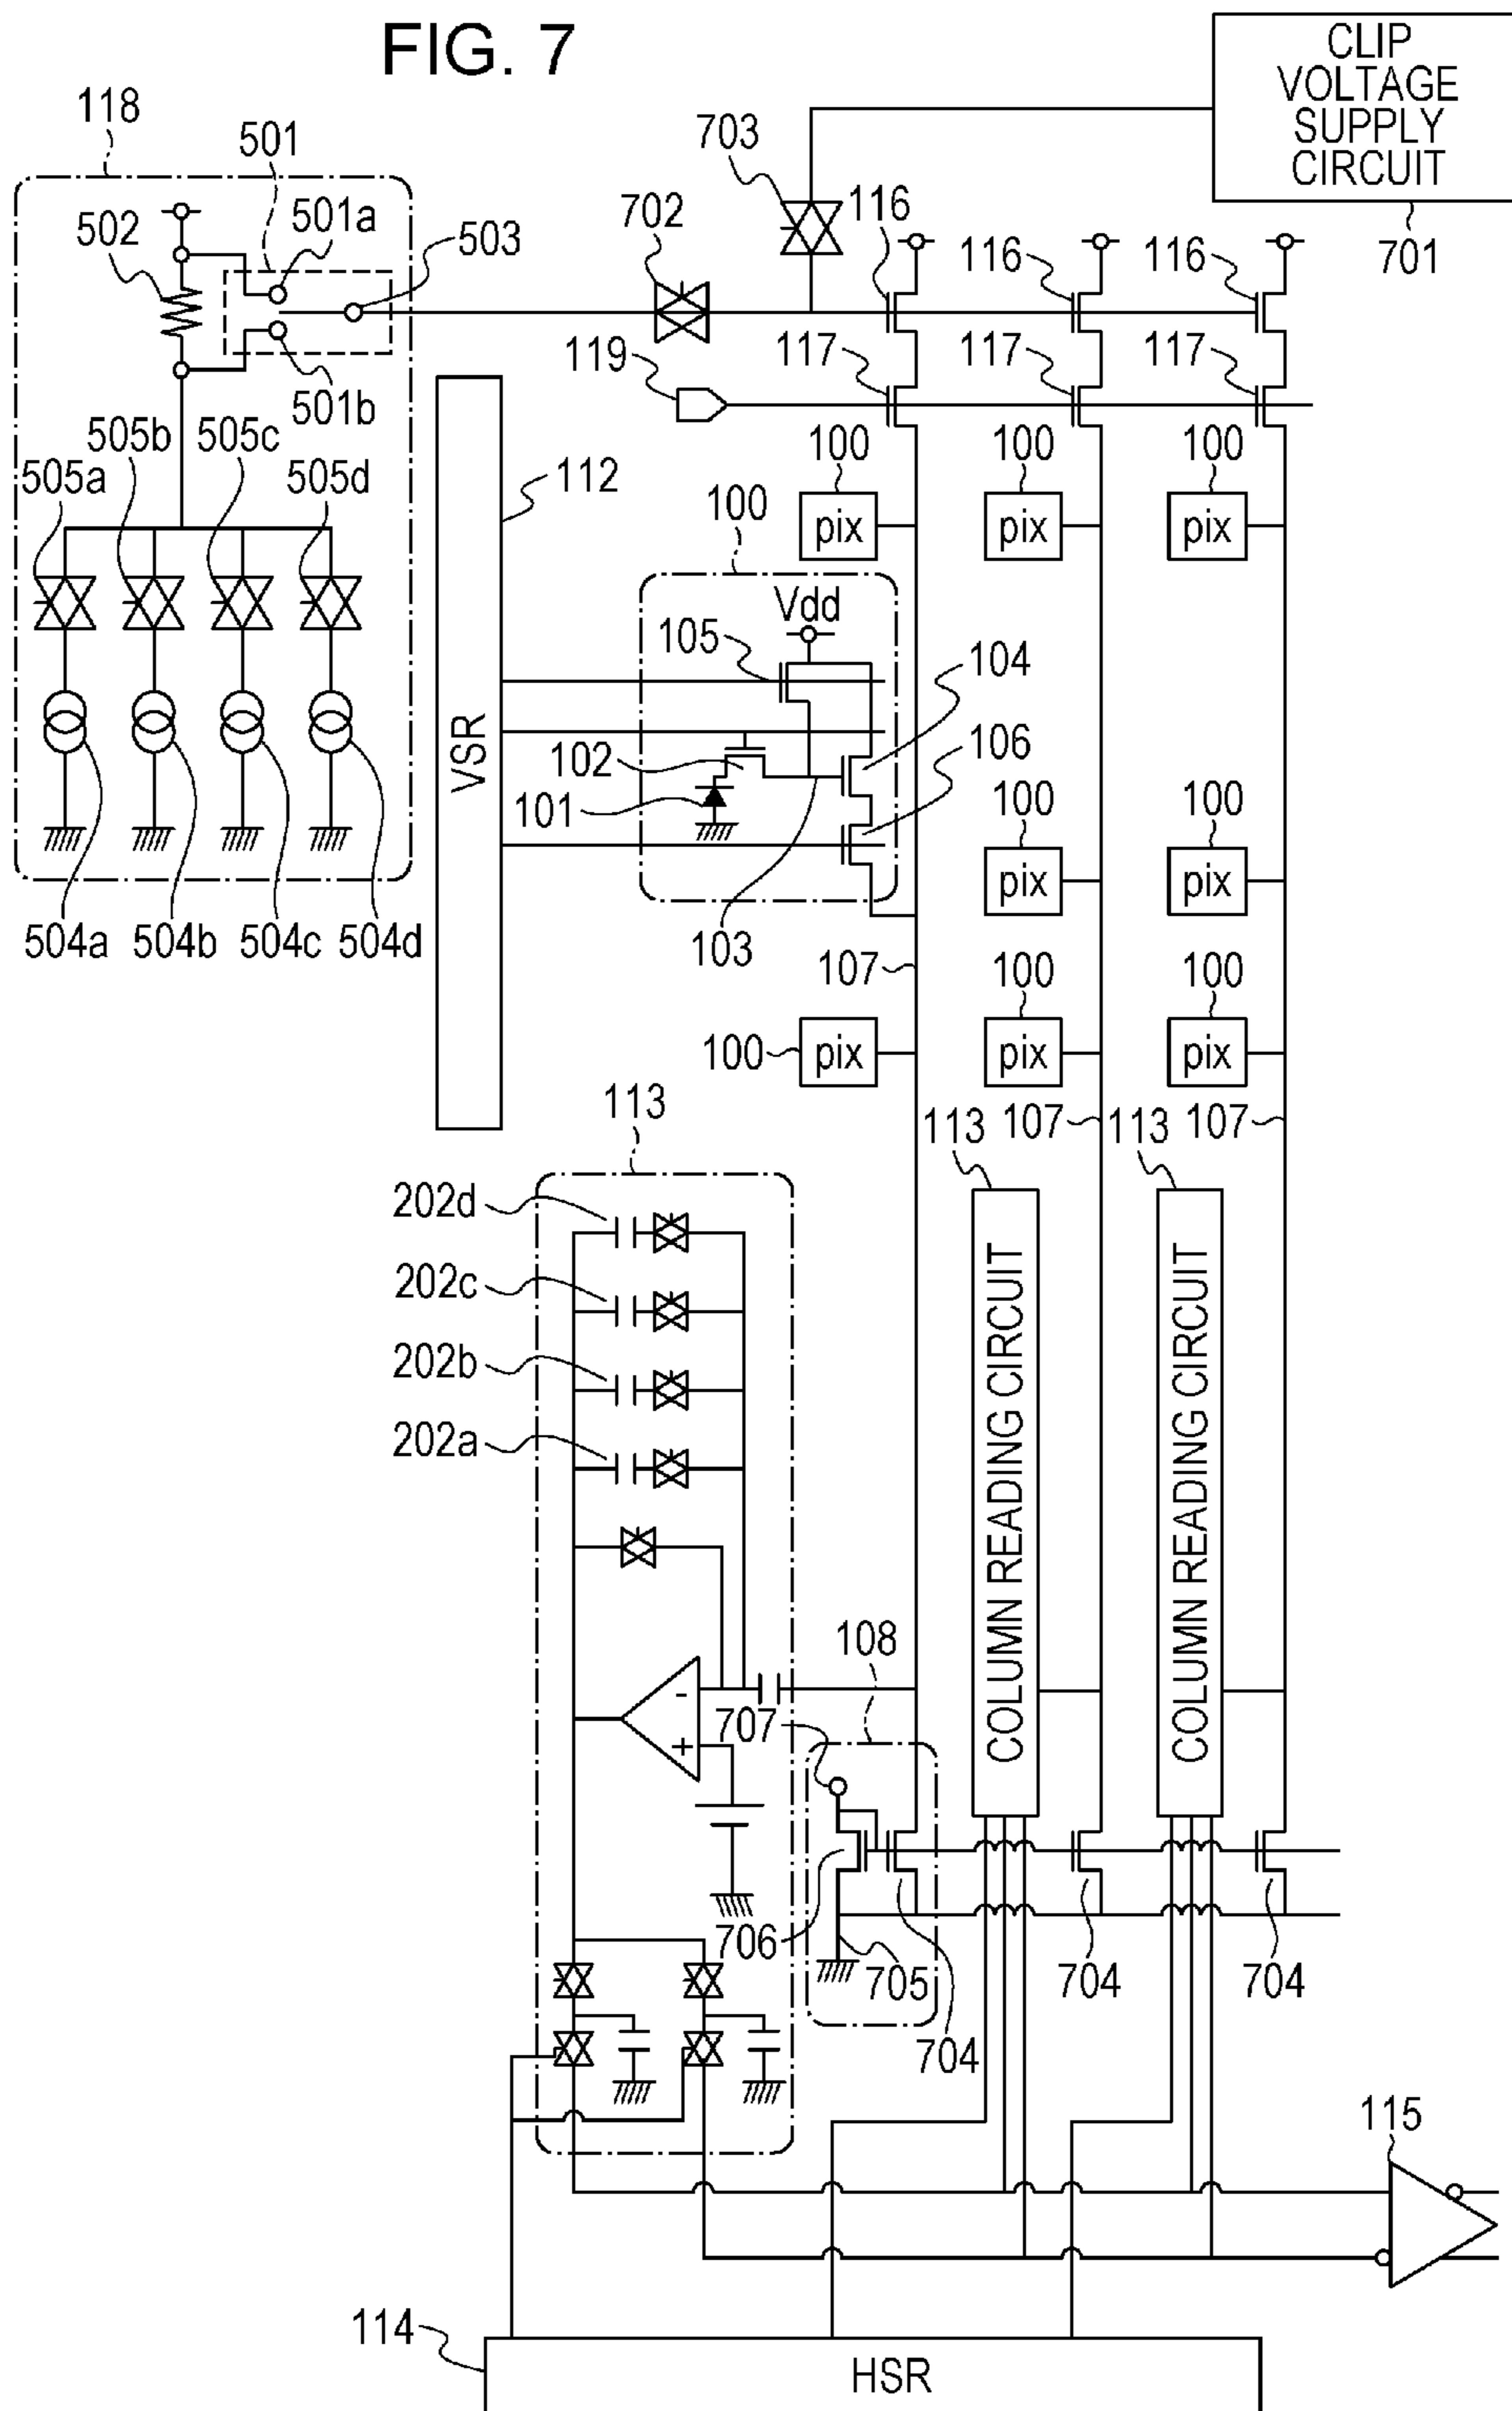 FIG. 7
CLIP
VOLTAGE
SUPPLY
CIRCUIT
701
118
501
703
502
501a
503
702
116
116
116
501b
119
117
117
117
505a
505b
505c
505d
112
100
100
100
pix
pix
pix
100
Vdd
105
104
VSR
102
106
101
103
504a
504b
504c
504d
100
100
pix
pix
107
100
100
100
pix
pix
pix
113
113
107
113
107
202d
202c
202b
202a
COLUMN READING CIRCUIT
COLUMN READING CIRCUIT
-
+
108
707
706
705
704
704
704
115
114
HSR